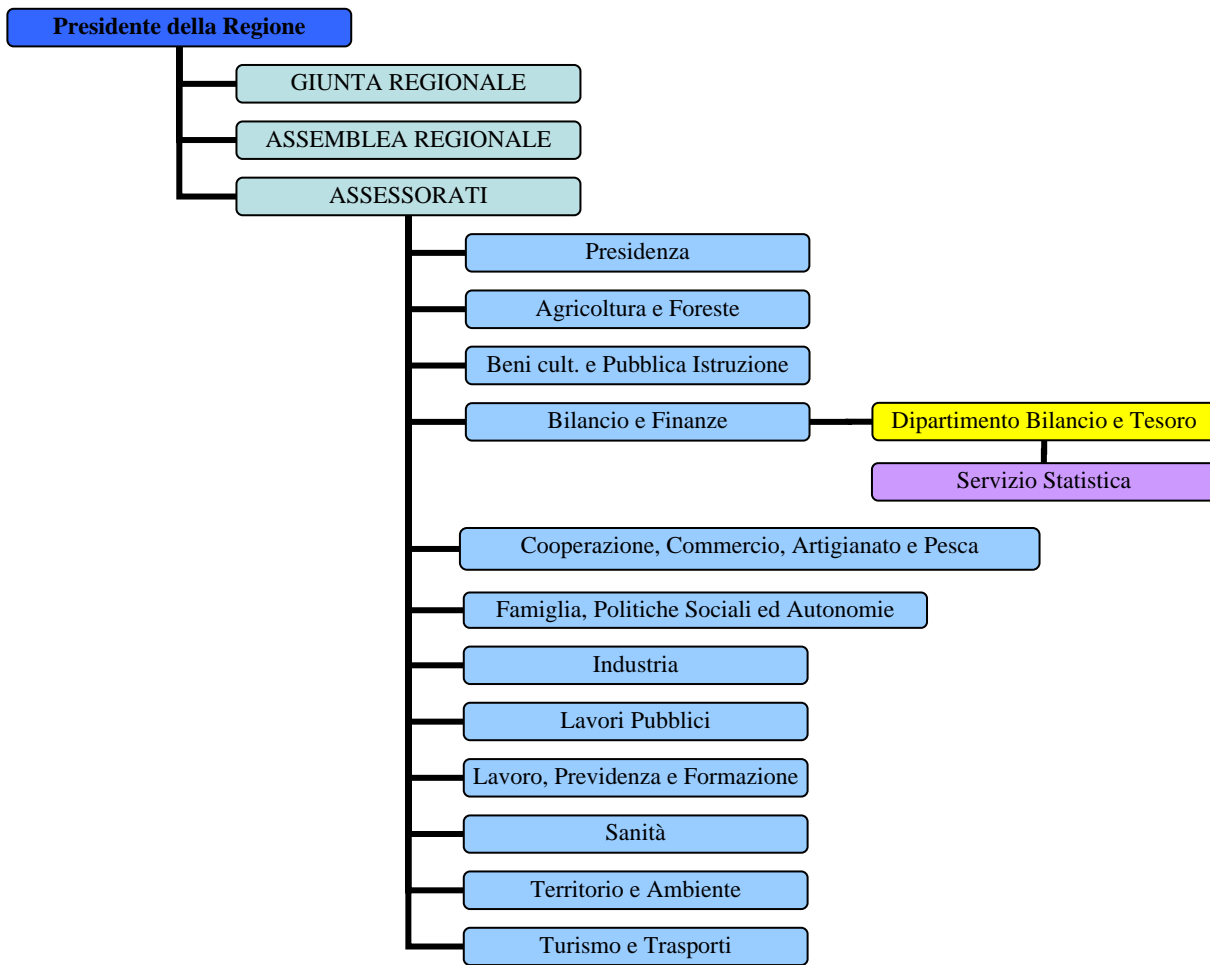 Presidente della Regione
GIUNTA REGIONALE
ASSEMBLEA REGIONALE
ASSESSORATI
Presidenza
Agricoltura e Foreste
Beni cult. e Pubblica Istruzione
Bilancio e Finanze
Dipartimento Bilancio e Tesoro
Servizio Statistica
Cooperazione, Commercio, Artigianato e Pesca
Famiglia, Politiche Sociali ed Autonomie
Industria
Lavori Pubblici
Lavoro, Previdenza e Formazione
Sanità
Territorio e Ambiente
Turismo e Trasporti